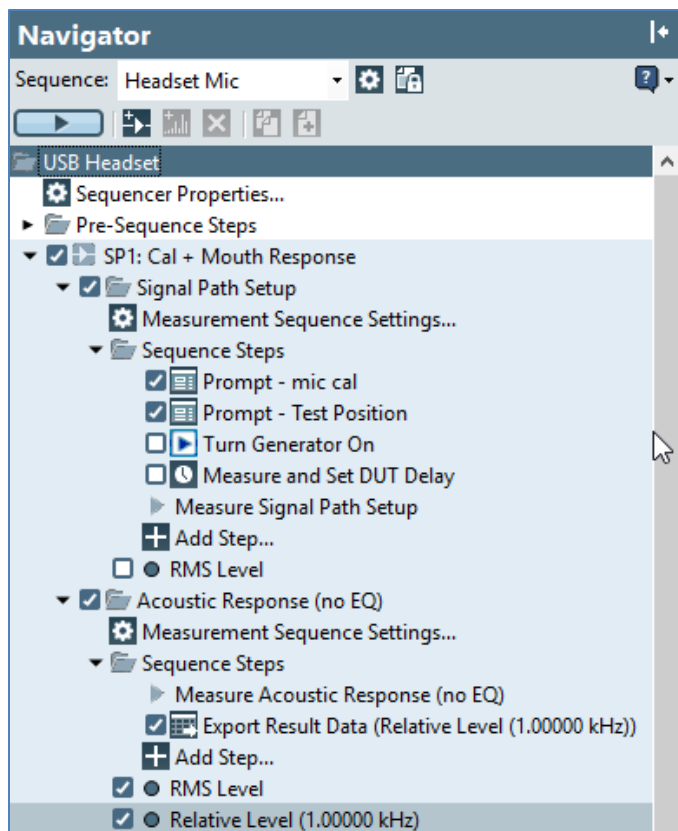 Navigator
Sequence: Headset Mic
?
USB Headset
Sequencer Properties...
Pre-Sequence Steps
SP1: Cal + Mouth Response
Signal Path Setup
Measurement Sequence Settings...
Sequence Steps
Prompt - mic cal
Prompt - Test Position
Turn Generator On
Measure and Set DUT Delay
Measure Signal Path Setup
Add Step...
RMS Level
Acoustic Response (no EQ)
Measurement Sequence Settings...
Sequence Steps
Measure Acoustic Response (no EQ)
Export Result Data (Relative Level (1.00000 kHz))
Add Step...
RMS Level
Relative Level (1.00000 kHz)